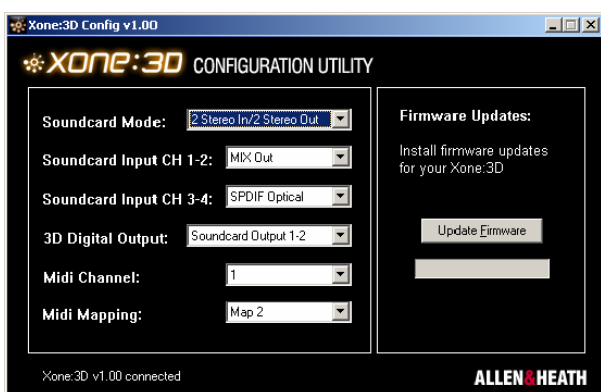 Xone:3D Config v1.00
XONE:3D CONFIGURATION UTILITY
Soundcard Mode: 2 Stereo In/2 Stereo Out
Soundcard Input CH 1-2: MIX Out
Soundcard Input CH 3-4: SPDIF Optical
3D Digital Output: Soundcard Output 1-2
Midi Channel: 1
Midi Mapping: Map 2
Firmware Updates:
Install firmware updates
for your Xone:3D
Update Firmware
Xone:3D v1.00 connected
ALLEN&HEATH